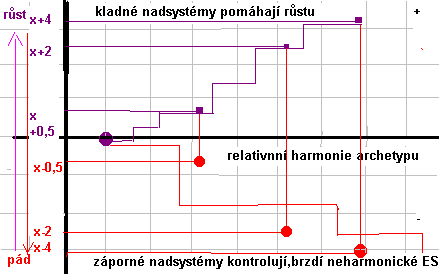 kladné nadsystémy pomáhají růstu
+
růst
x+4
x+2
x
+0,5
relativnní harmonie archetypu
x-0,5
-
x-2
x-4
pád
záporné nadsystémy kontrolují,brzdí neharmonické ES